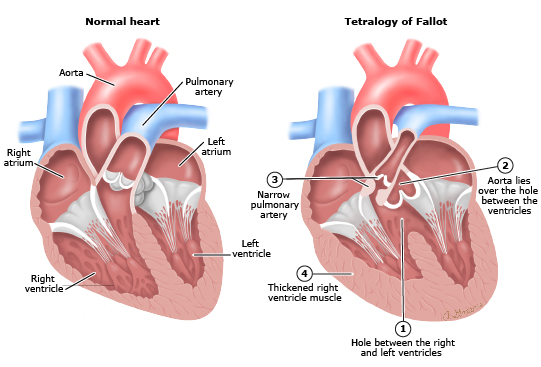 Normal heart
Aorta
Pulmonary
artery
Left
atrium
Right
atrium
Left
ventricle
Right
ventricle
Tetralogy of Fallot
2
Aorta lies
over the hole
between the
ventricles
3
Narrow
pulmonary
artery
4
Thickened right
ventricle muscle
1
Hole between the right
and left ventricles